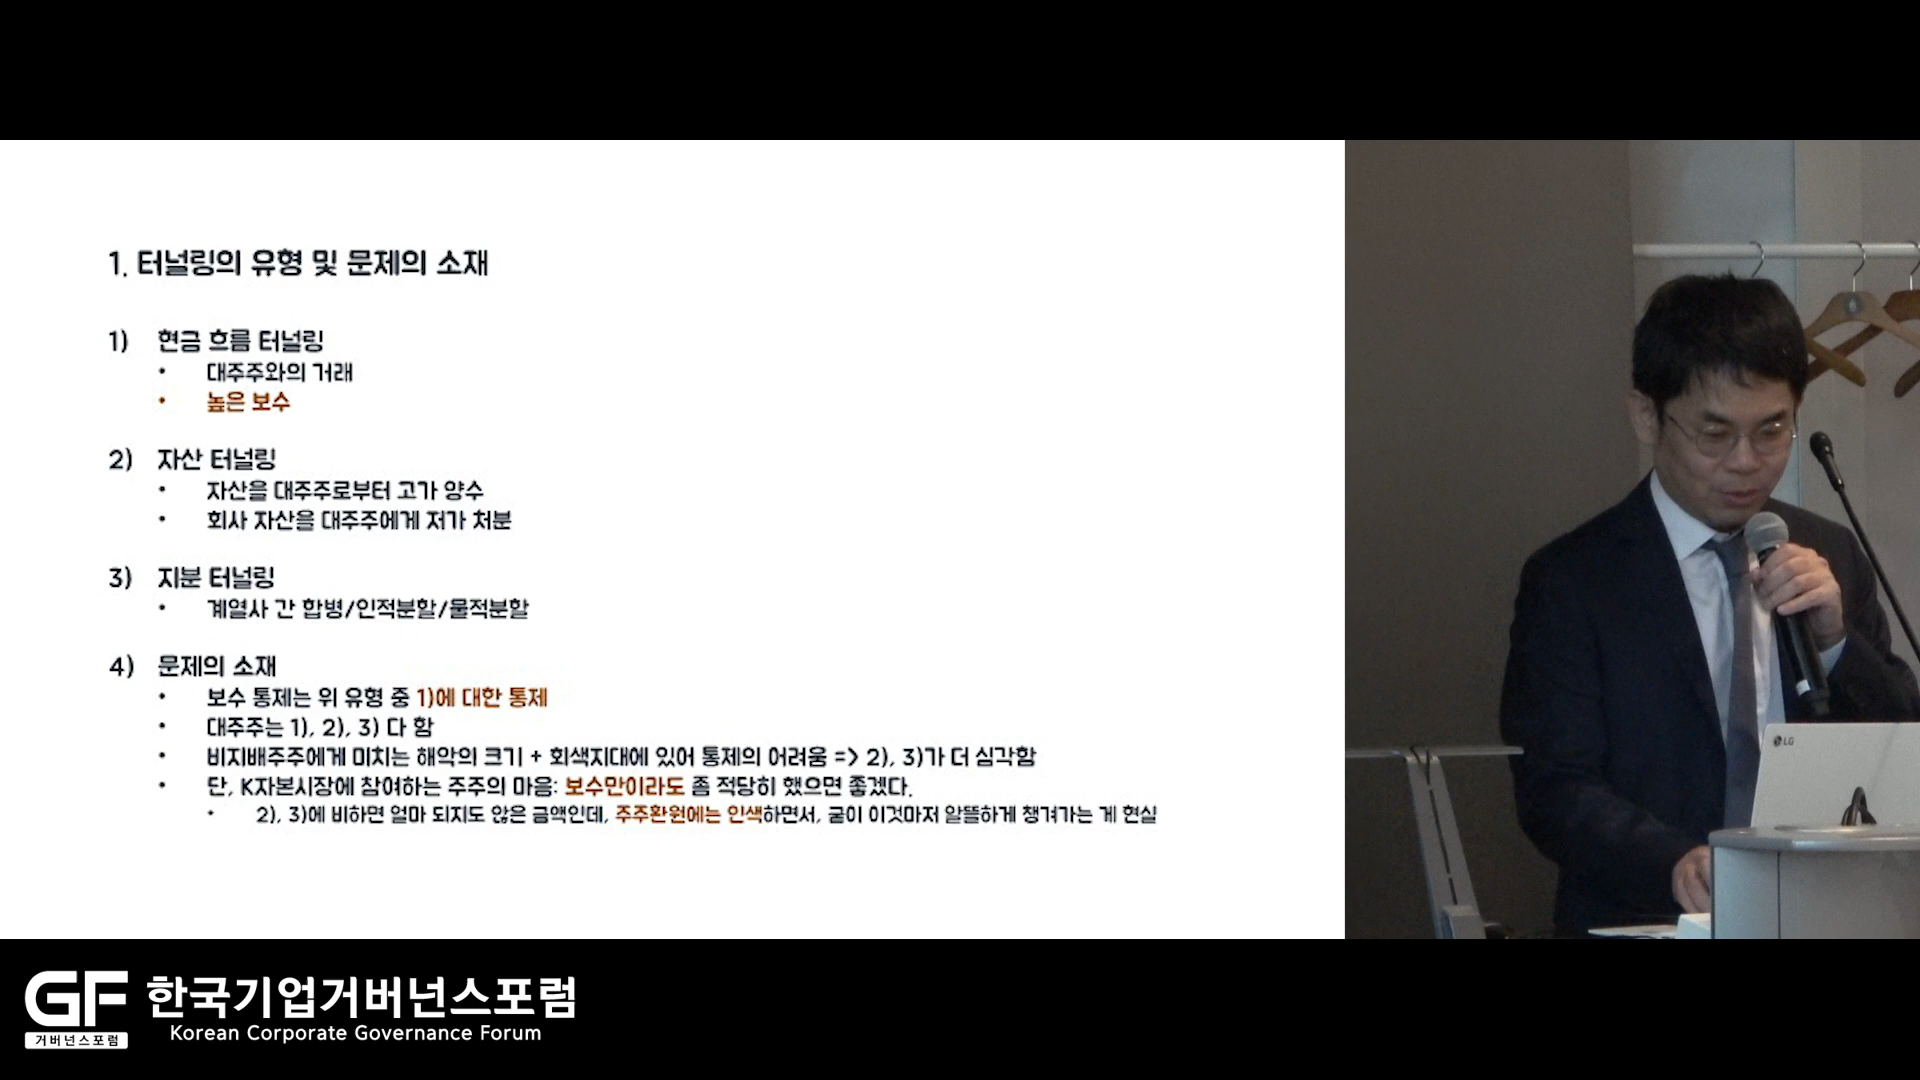 1. 터널링의 유형 및 문제의 소재
1) 현금 흐름 터널링
• 대주주와의 거래
• 높은 보수
2) 자산 터널링
• 자산을 대주주로부터 고가 양수
• 회사 자산을 대주주에게 저가 처분
3) 지분 터널링
• 계열사 간 합병/인적분할/물적분할
4) 문제의 소재
• 보수 통제는 위 유형 중 1)에 대한 통제
• 대주주는 1), 2), 3) 다 함
• 비지배주주에게 미치는 해악의 크기 + 회색지대에 있어 통제의 어려움 => 2), 3)가 더 심각함
• 단, K자본시장에 참여하는 주주의 마음: 보수만이라도 좀 적당히 했으면 좋겠다.
• 2), 3)에 비하면 얼마 되지도 않은 금액인데, 주주환원에는 인색하면서, 굳이 이것마저 알뜰하게 챙겨가는 게 현실
LG
GF 한국기업거버넌스포럼
거버넌스포럼 Korean Corporate Governance Forum